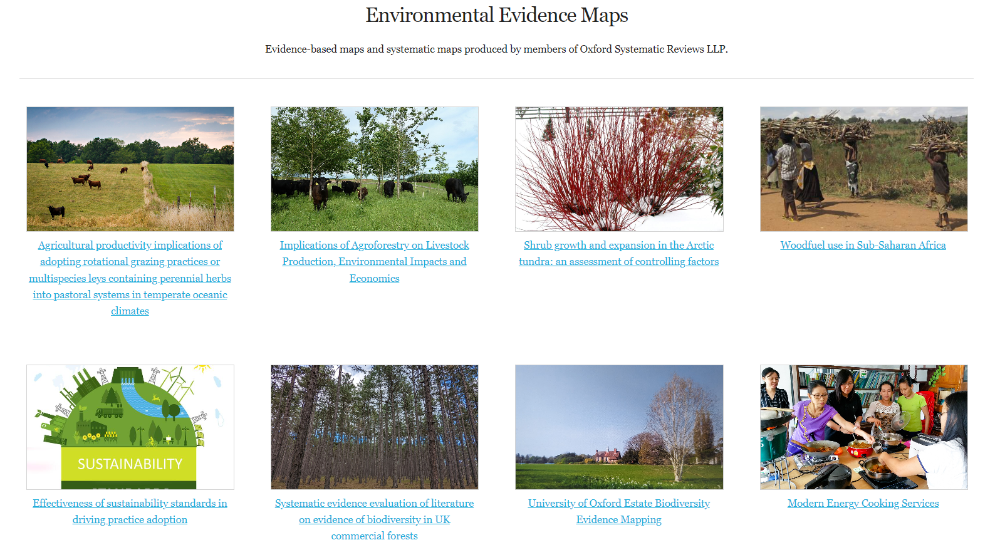 Environmental Evidence Maps
Evidence-based maps and systematic maps produced by members of Oxford Systematic Reviews LLP.
Agricultural productivity implications of
adopting rotational grazing practices or
multispecies leys containing perennial herbs
into pastoral systems in temperate oceanic
climates
Implications of Agroforestry on Livestock
Production, Environmental Impacts and
Economics
Shrub growth and expansion in the Arctic
tundra: an assessment of controlling factors
Woodfuel use in Sub-Saharan Africa
SUSTAINABILITY
Effectiveness of sustainability standards in
driving practice adoption
Systematic evidence evaluation of literature
on evidence of biodiversity in UK
commercial forests
University of Oxford Estate Biodiversity
Evidence Mapping
Modern Energy Cooking Services